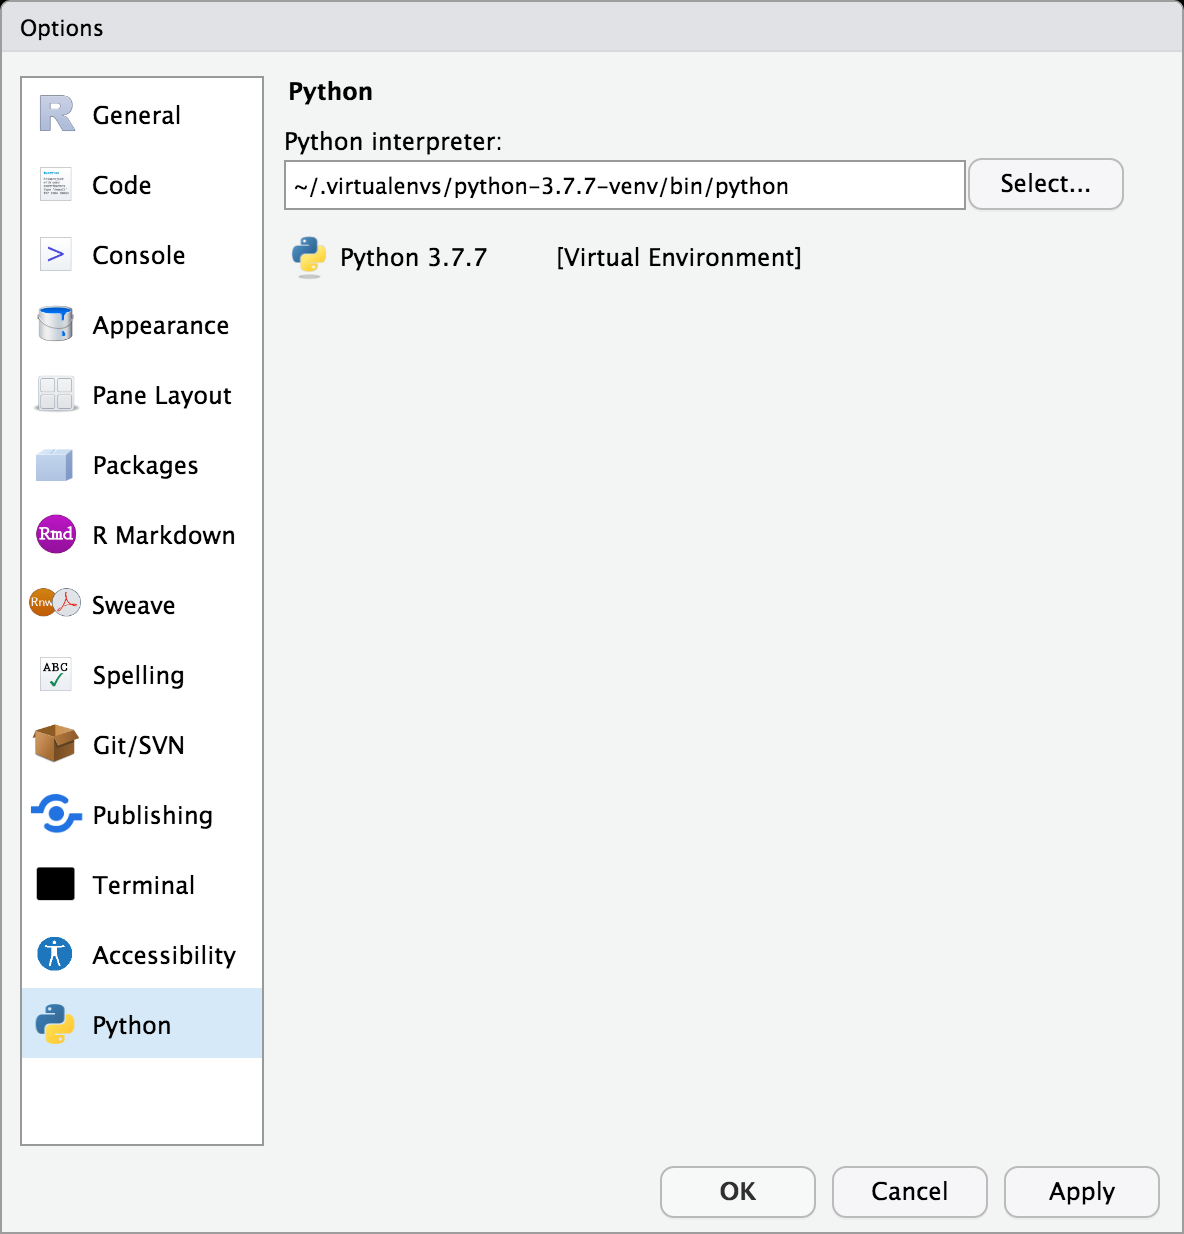 Options
General
Code
Console
Appearance
Pane Layout
Packages
Rmd R Markdown
Rnw Sweave
ABC Spelling
Git/SVN
Publishing
Terminal
Accessibility
Python
Python
Python interpreter:
~/.virtualenvs/python-3.7.7-venv/bin/python Select...
Python 3.7.7 [Virtual Environment]
OK Cancel Apply